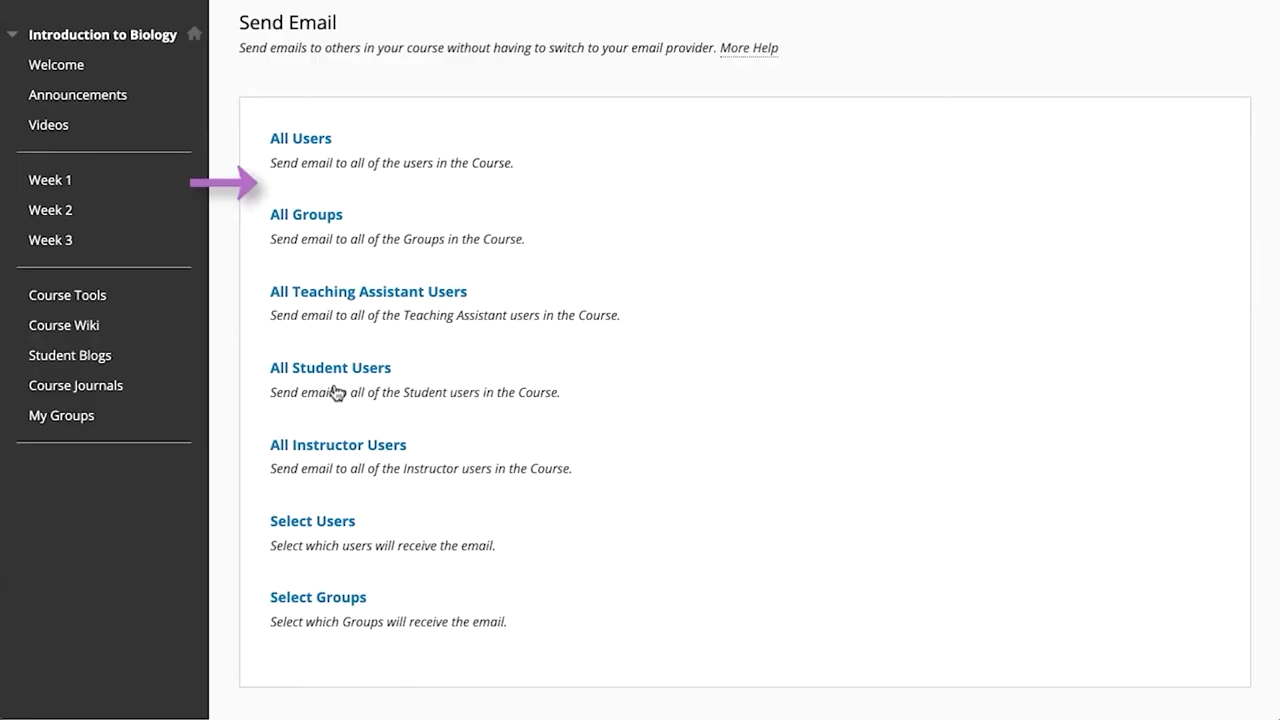 Introduction to Biology
Welcome
Announcements
Videos
Week 1
Week 2
Week 3
Course Tools
Course Wiki
Student Blogs
Course Journals
My Groups
Send Email
Send emails to others in your course without having to switch to your email provider. More Help
All Users
Send email to all of the users in the Course.
All Groups
Send email to all of the Groups in the Course.
All Teaching Assistant Users
Send email to all of the Teaching Assistant users in the Course.
All Student Users
Send email all of the Student users in the Course.
All Instructor Users
Send email to all of the Instructor users in the Course.
Select Users
Select which users will receive the email.
Select Groups
Select which Groups will receive the email.